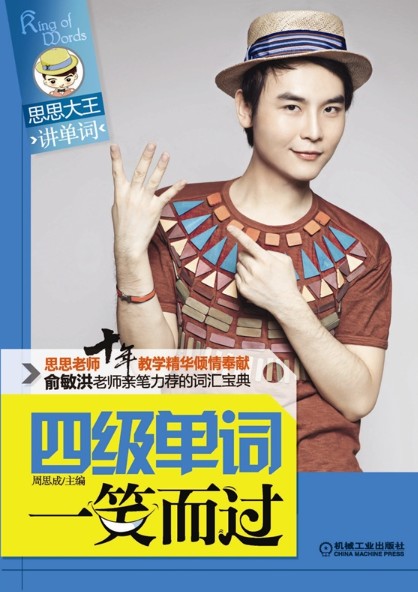 King of
Words
思思大王
›讲单词‹
思思老师十年教学精华倾情奉献
俞敏洪老师亲笔力荐的词汇宝典
四级单词
周思成/主编
一笑而过
机械工业出版社
CHINA MACHINE PRESS